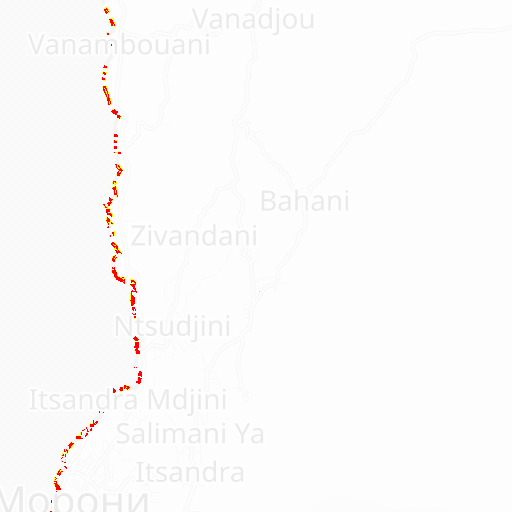 Vanadjou
Vanambouani
Bahani
Zivandani
Ntsudjini
Itsandra Mdjini
Salimani Ya
Itsandra
Морони